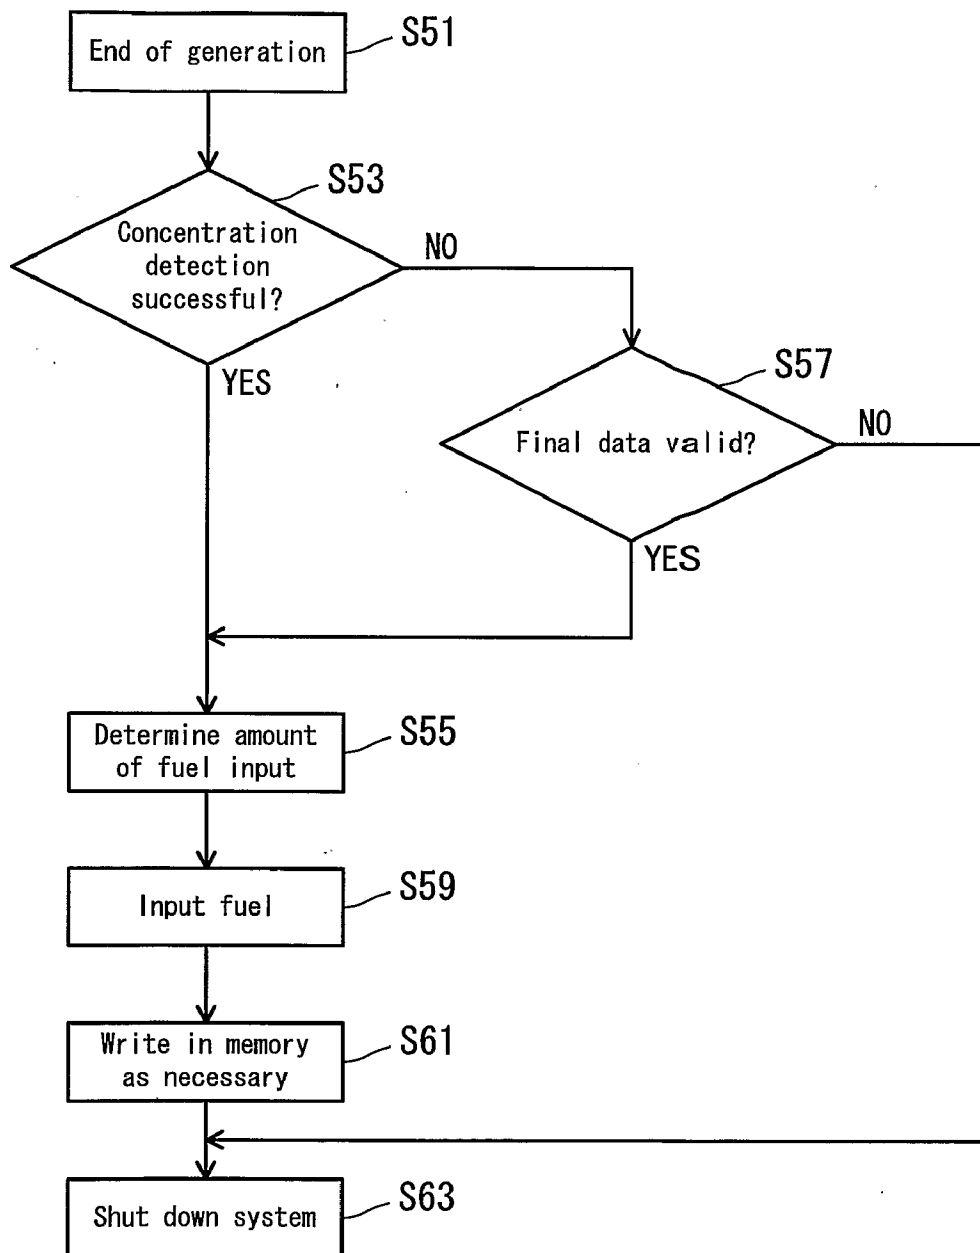 End of generation
S51
S53
Concentration
detection
successful?
NO
YES
S57
Final data valid?
NO
YES
S55
Determine amount
of fuel input
S59
Input fuel
S61
Write in memory
as necessary
S63
Shut down system